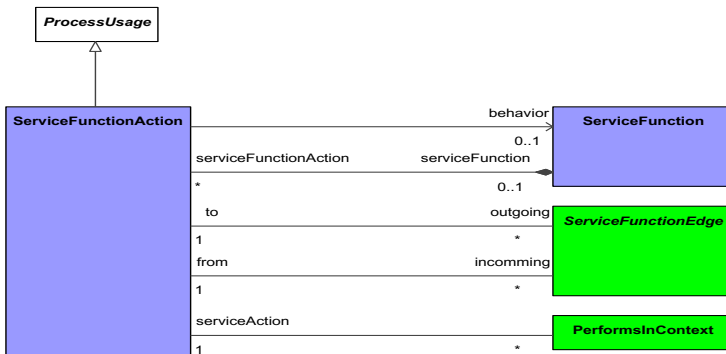 ProcessUsage
ServiceFunctionAction
behavior
ServiceFunction
0..1
serviceFunctionAction
serviceFunction
*
0..1
to
outgoing
ServiceFunctionEdge
1
*
from
incomming
1
*
serviceAction
PerformsInContext
1
*